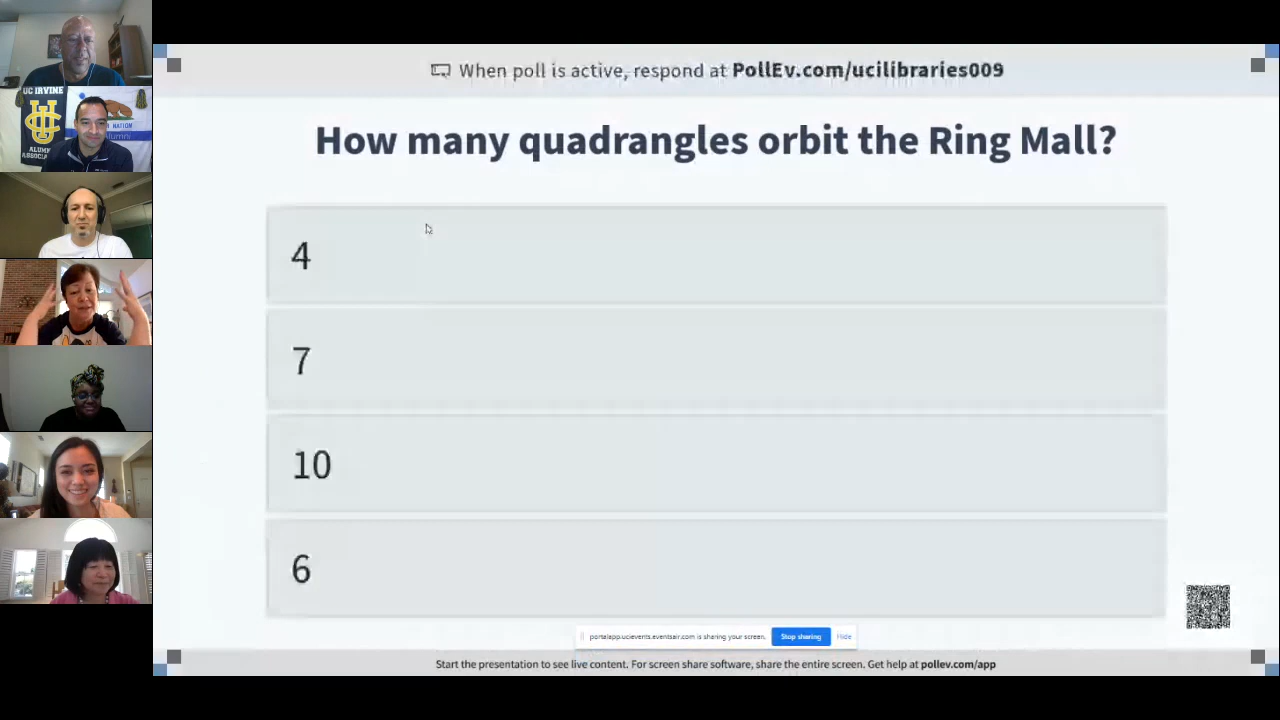 When poll is active, respond at PollEv.com/ucilibraries009
How many quadrangles orbit the Ring Mall?
4
7
10
6
portalapp.ucievents.eventsair.com is sharing your screen.
Stop sharing
Hide
Start the presentation to see live content. For screen share software, share the entire screen. Get help at pollev.com/app
UC IRVINE
ALUMNI